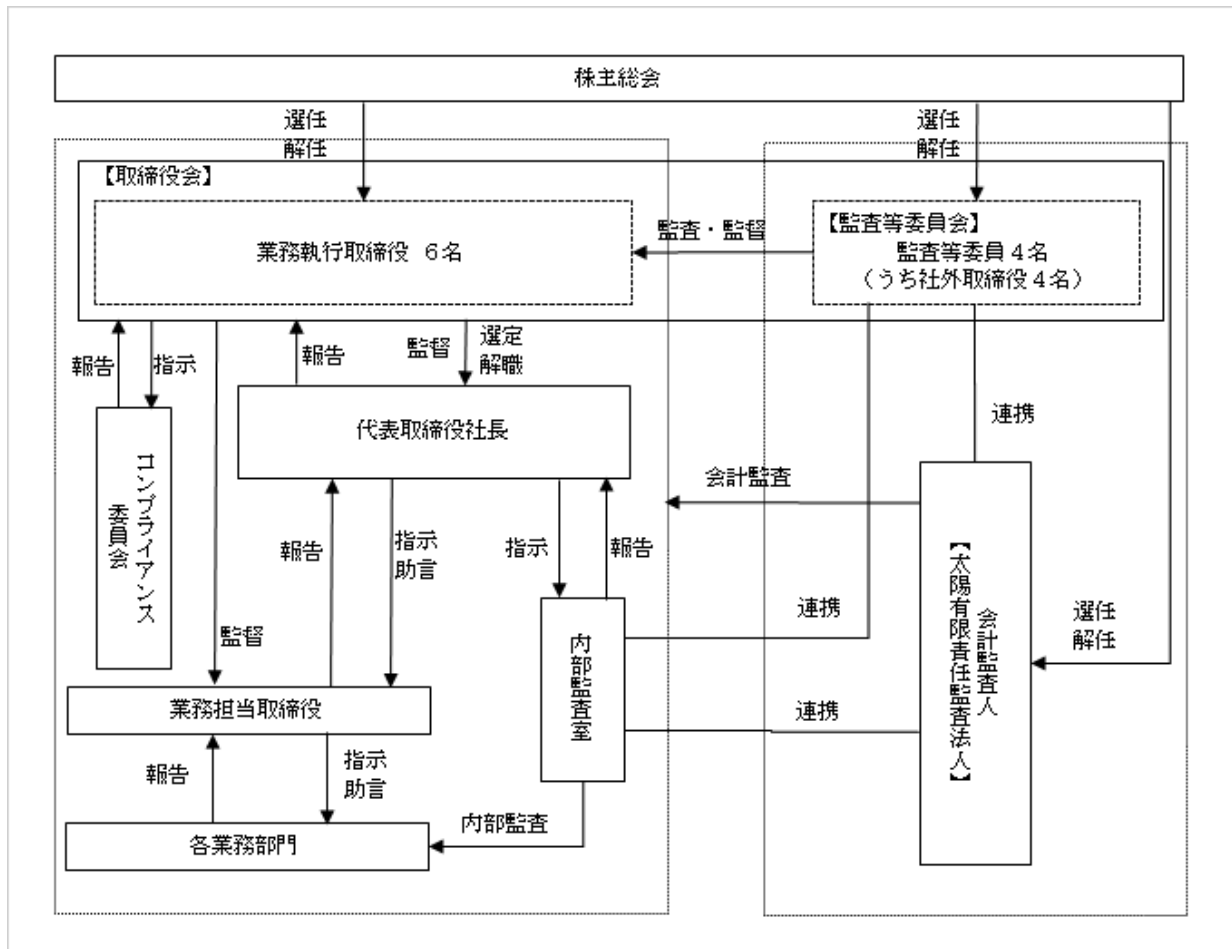 株主総会
選任
解任
選任
解任
【取締役会】
業務執行取締役 6名
監査・監督
【監査等委員会】
監査等委員4名
(うち社外取締役4名)
報告
指示
報告
監督
選定
解職
代表取締役社長
連携
コンプライアンス
委員会
会計監査
報告
指示
助言
指示
報告
連携
選任
解任
監督
内部監査室
会計監査人
【太陽有限責任監査法人】
業務担当取締役
連携
報告
指示
助言
内部監査
各業務部門